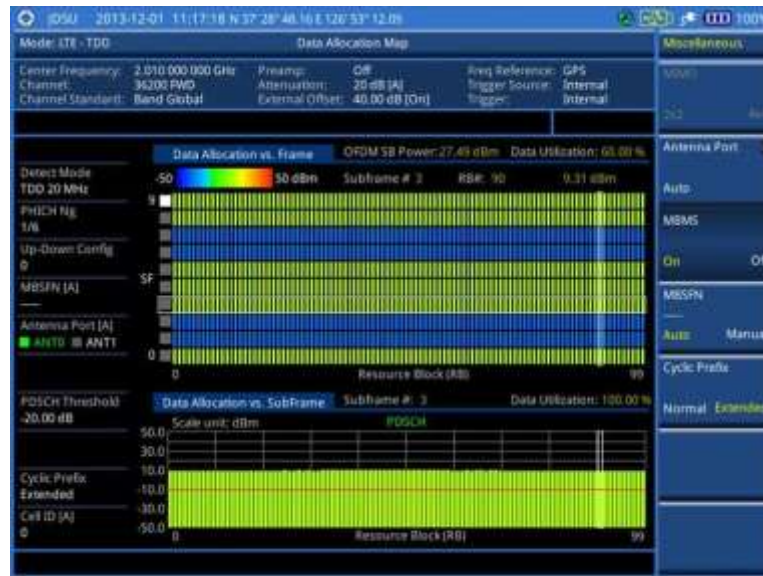 JDSU 2013-12-01 11:17:18 N 37° 28' 48.16 E 126° 53' 12.09 100%
Mode: LTE - TDD Data Allocation Map Miscellaneous
Center Frequency: 2.010 000 000 GHz Preamp: Off Freq Reference: GPS
Channel: 36200 FWD Attenuation: 20 dB [A] Trigger Source: Internal
Channel Standard: Band Global External Offset: 40.00 dB [On] Trigger: Internal
MIMO
2x2
Data Allocation vs. Frame OFDM SB Power: 27.49 dBm Data Utilization: 60.00 %
-50 50 dBm Subframe #: 3 RB#: 90 9.31 dBm
Antenna Port
Auto
Detect Mode
TDD 20 MHz
PHICH Ng
1/6
Up-Down Config
0
MBSFN [A]
----
Antenna Port [A]
ANT0 ANT1
9
SF
0
0 Resource Block (RB) 99
MBMS
On
MBSFN
----
Auto Manual
Cyclic Prefix
Normal Extended
PDSCH Threshold
-20.00 dB
Data Allocation vs. SubFrame Subframe #: 3 Data Utilization: 100.00 %
Scale unit: dBm PDSCH
50.0
30.0
10.0
-10.0
-30.0
-50.0
0 Resource Block (RB) 99
Cyclic Prefix
Extended
Cell ID [A]
0